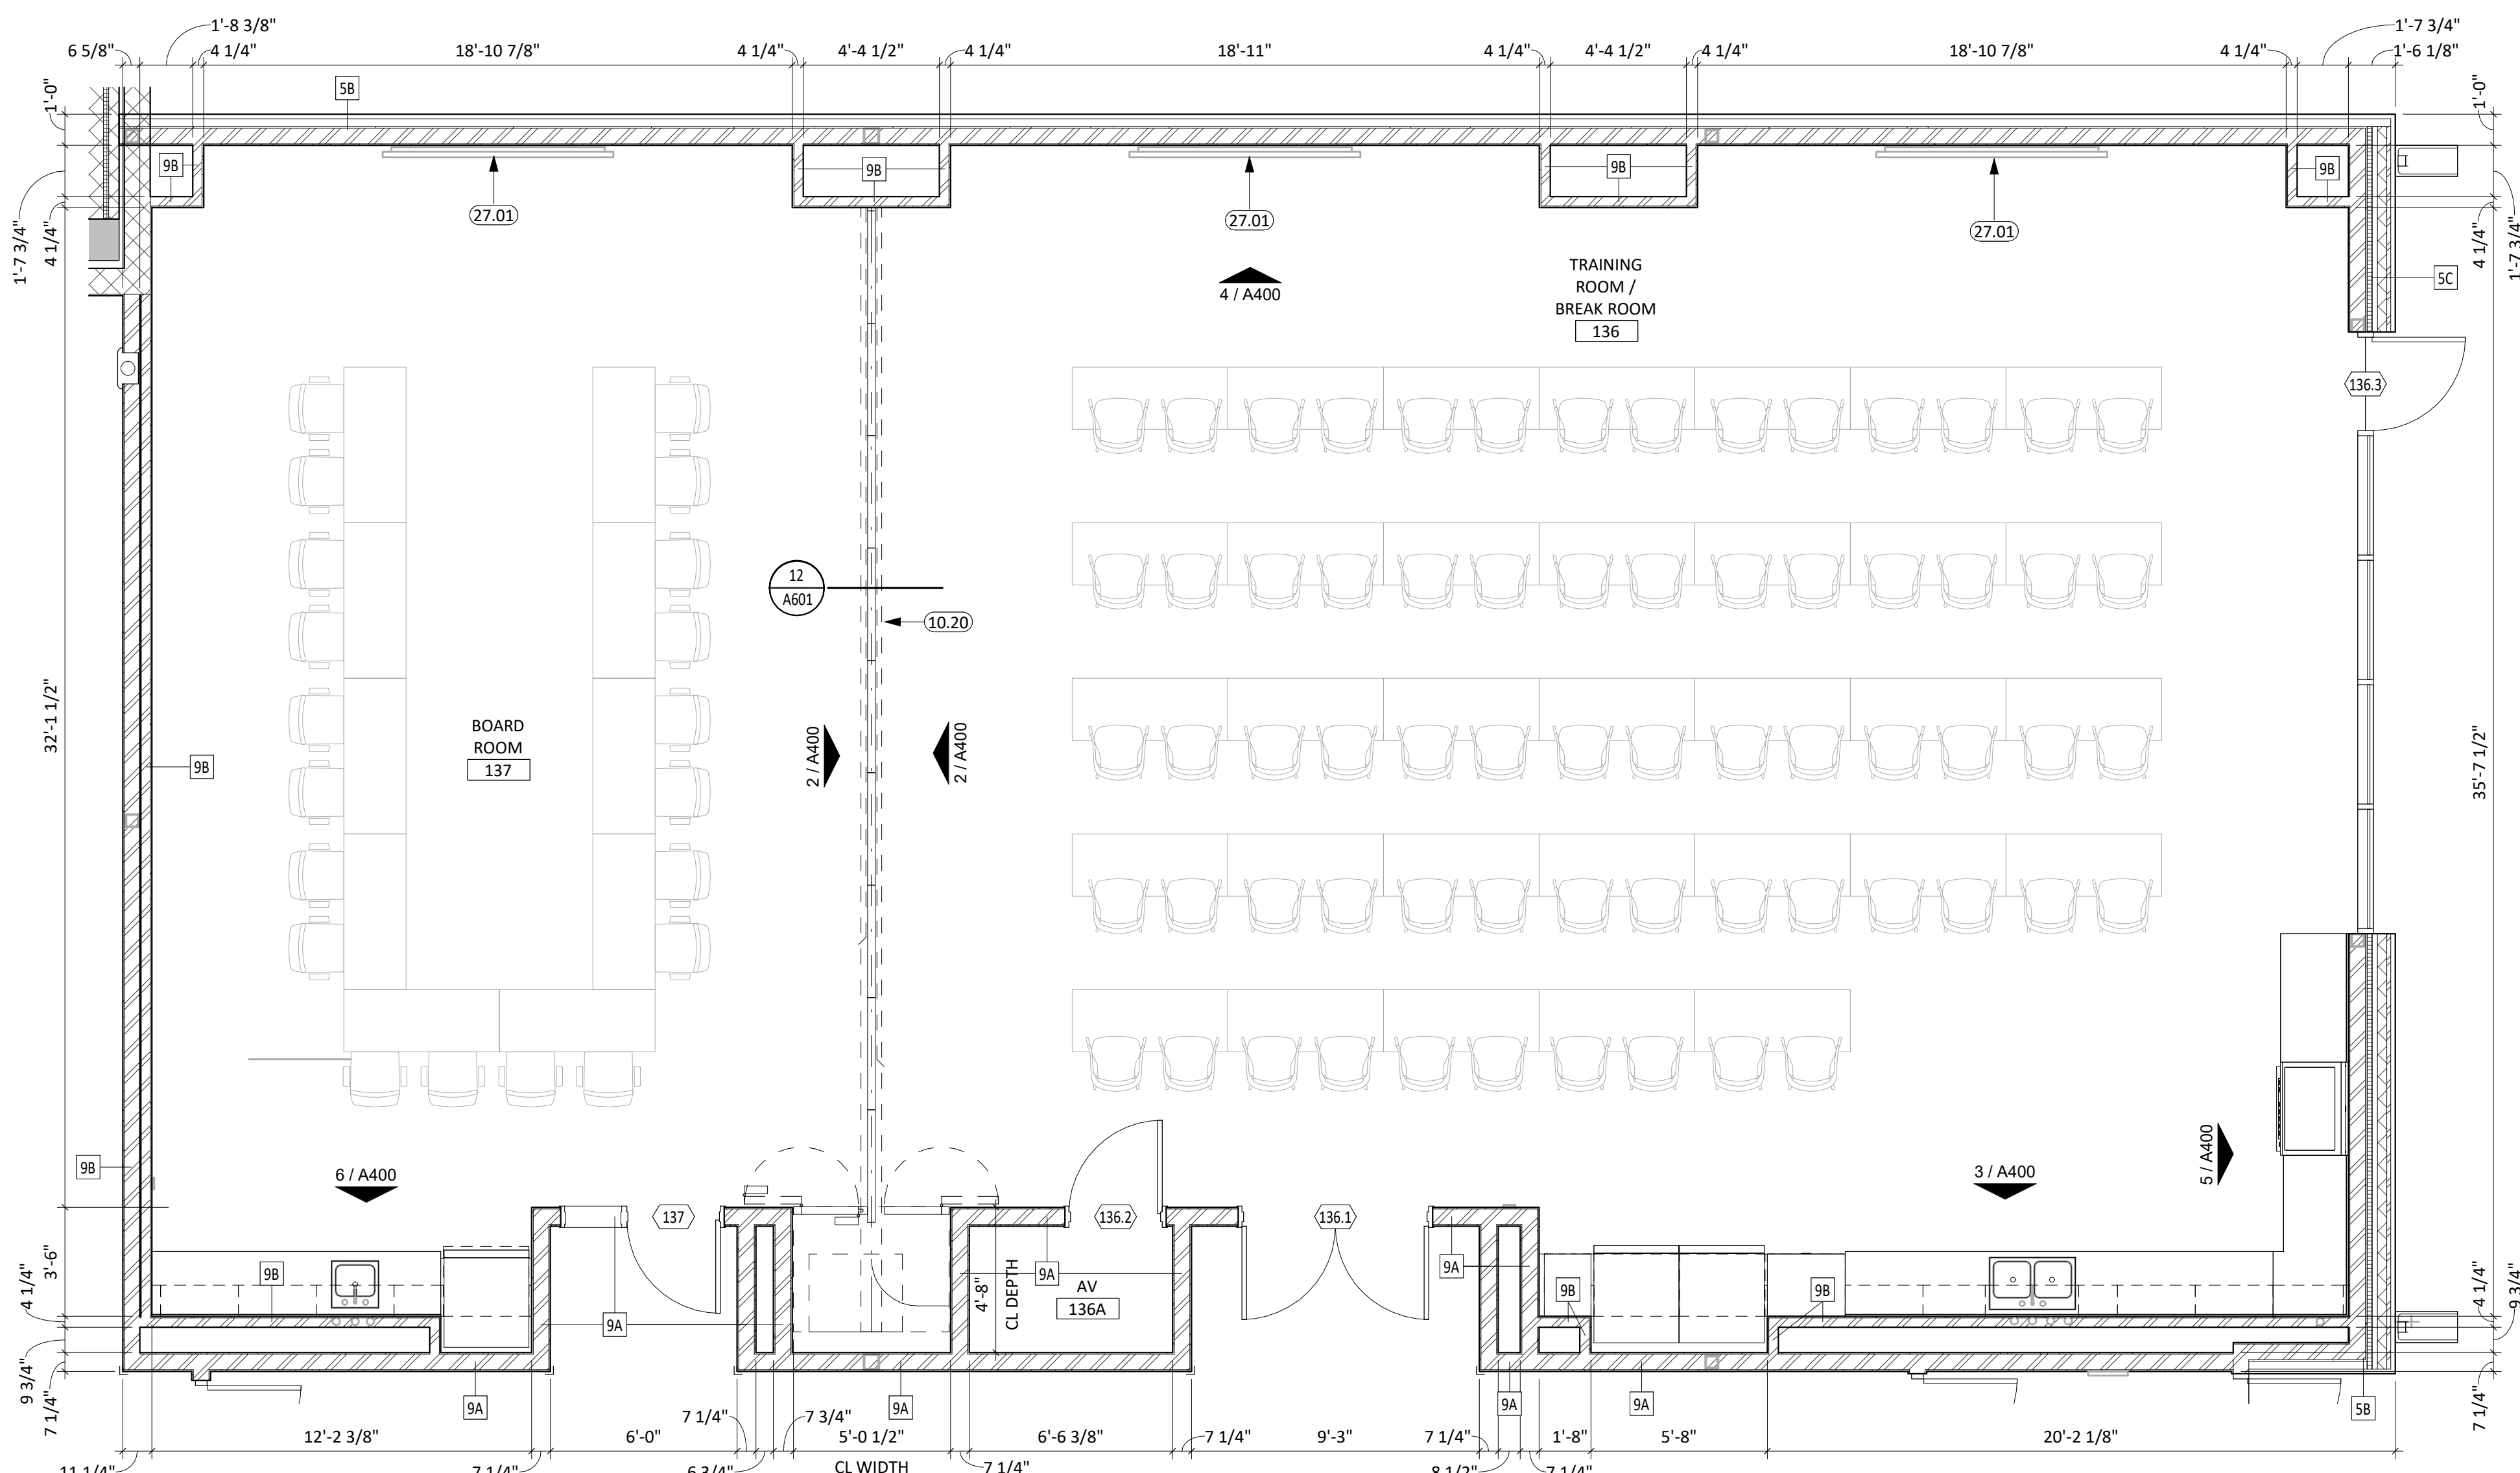 1'-8 3/8"
1'-7 3/4"
6 5/8"
4 1/4"
18'-10 7/8"
4 1/4"
4'-4 1/2"
4 1/4"
18'-11"
4 1/4"
4'-4 1/2"
4 1/4"
18'-10 7/8"
4 1/4"
1'-6 1/8"
1'-0"
5B
1'-0"
9B
9B
9B
9B
27.01
27.01
27.01
1'-7 3/4"
4 1/4"
4 1/4"
1'-7 3/4"
4 / A400
TRAINING
ROOM /
BREAK ROOM
136
5C
136.3
12
A601
10.20
32'-1 1/2"
BOARD
ROOM
137
9B
2 / A400
2 / A400
35'-7 1/2"
9B
6 / A400
3 / A400
5 / A400
137
136.2
136.1
3'-6"
4 1/4"
9 3/4"
7 1/4"
9B
9A
4'-8"
CL DEPTH
9A
AV
136A
9A
9B
9B
4 1/4"
9 3/4"
7 1/4"
9A
9A
9A
9A
5B
12'-2 3/8"
6'-0"
7 1/4"
7 3/4"
5'-0 1/2"
CL WIDTH
6'-6 3/8"
7 1/4"
9'-3"
7 1/4"
1'-8"
5'-8"
20'-2 1/8"
11 1/4"
7 1/4"
6 3/4"
7 1/4"
8 1/2"
7 1/4"